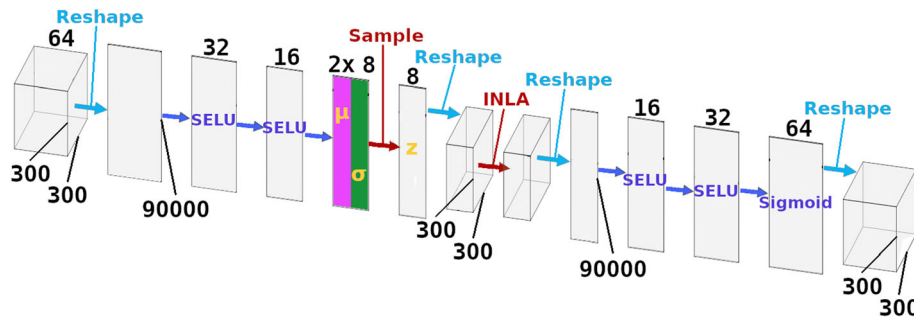 64
Reshape
32
16
2x 8
Sample
8
Reshape
INLA
Reshape
16
32
64
Reshape
SELU
SELU
μ
σ
z
SELU
SELU
Sigmoid
300
300
90000
300
300
90000
300
300